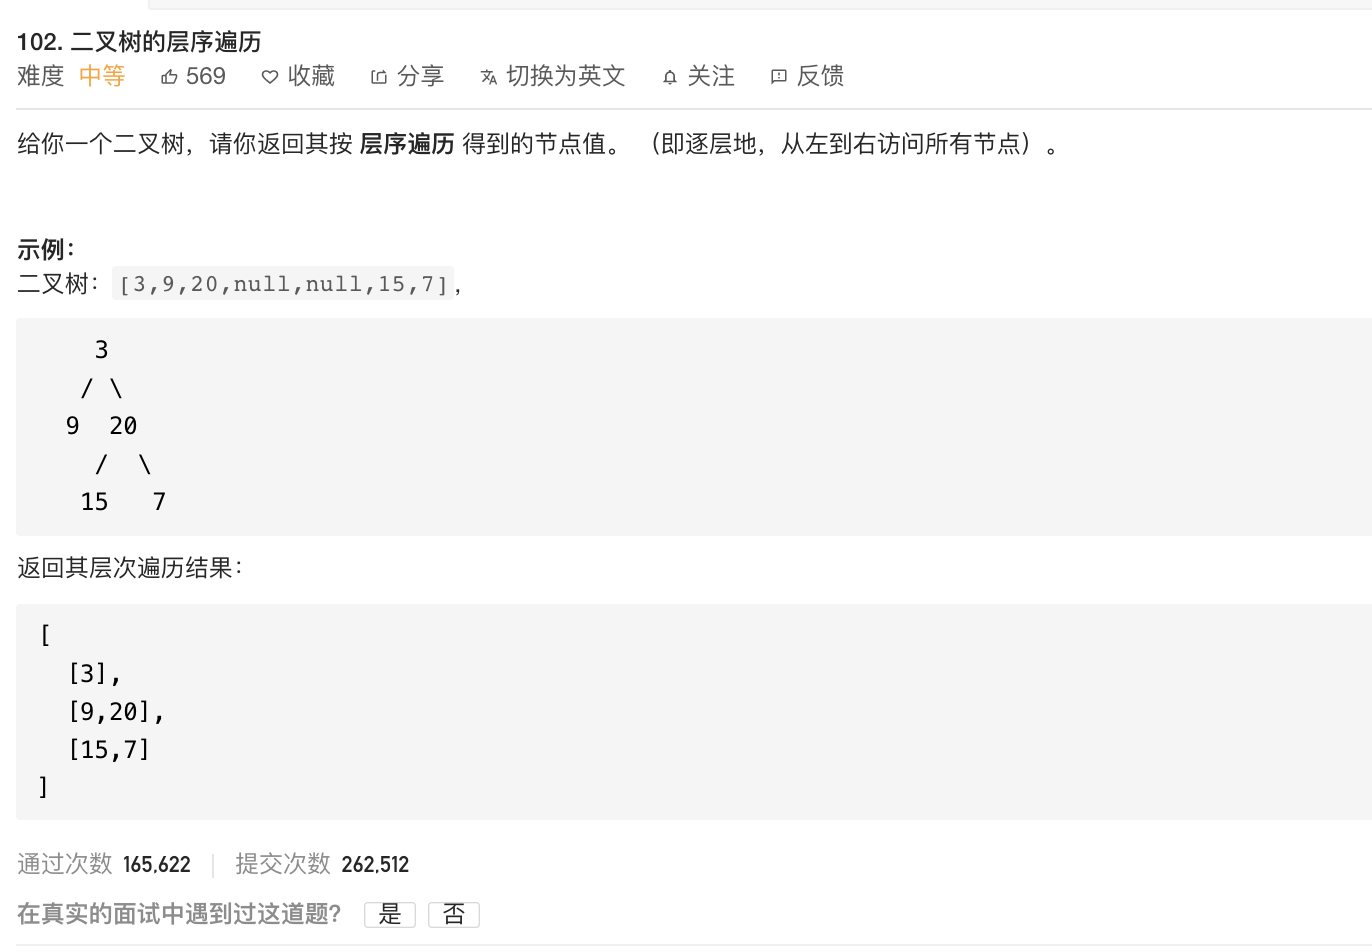 102. 二叉树的层序遍历
难度 中等 569 收藏 分享 切换为英文 关注 反馈
给你一个二叉树，请你返回其按 层序遍历 得到的节点值。 （即逐层地，从左到右访问所有节点）。
示例：
二叉树：[3,9,20,null,null,15,7],
3
/ \
9 20
/ \
15 7
返回其层次遍历结果：
[
[3],
[9,20],
[15,7]
]
通过次数 165,622 | 提交次数 262,512
在真实的面试中遇到过这道题? 是 否